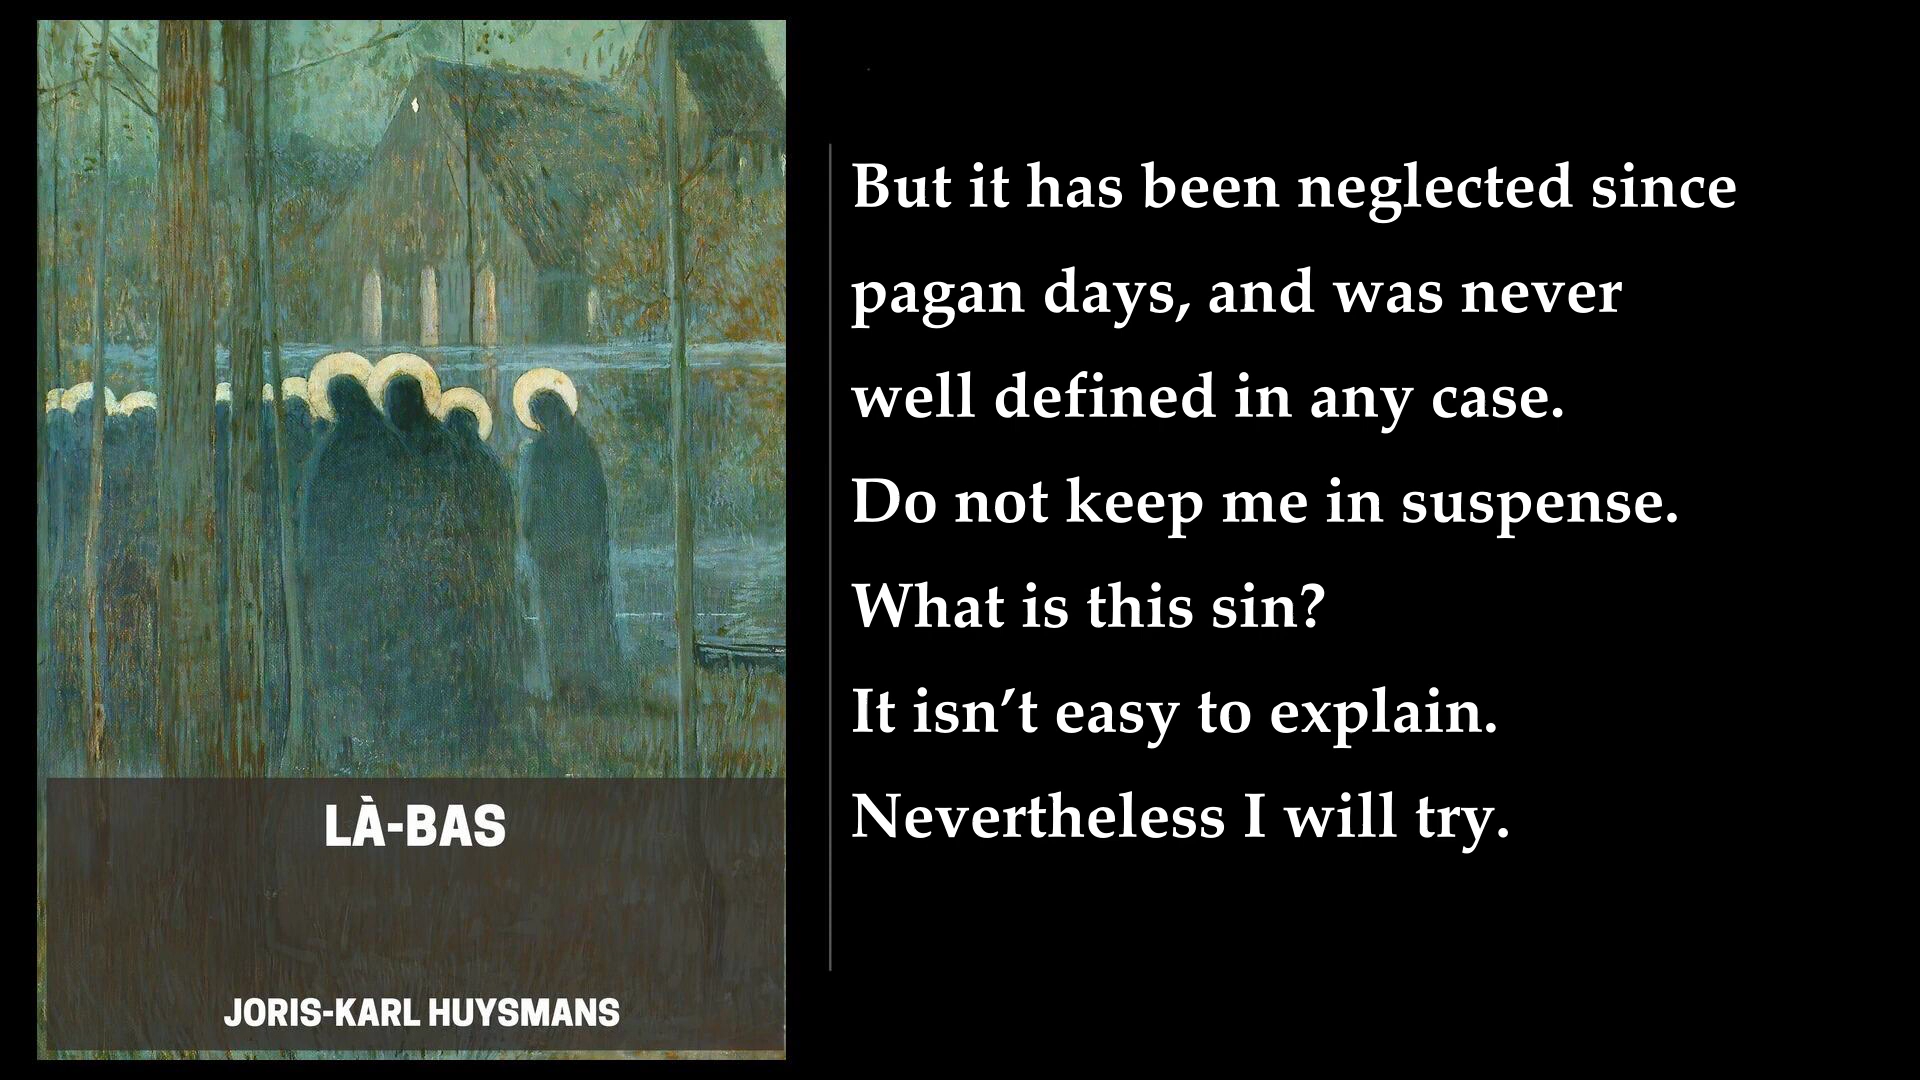 LÀ-BAS
JORIS-KARL HUYSMANS
But it has been neglected since
pagan days, and was never
well defined in any case.
Do not keep me in suspense.
What is this sin?
It isn’t easy to explain.
Nevertheless I will try.